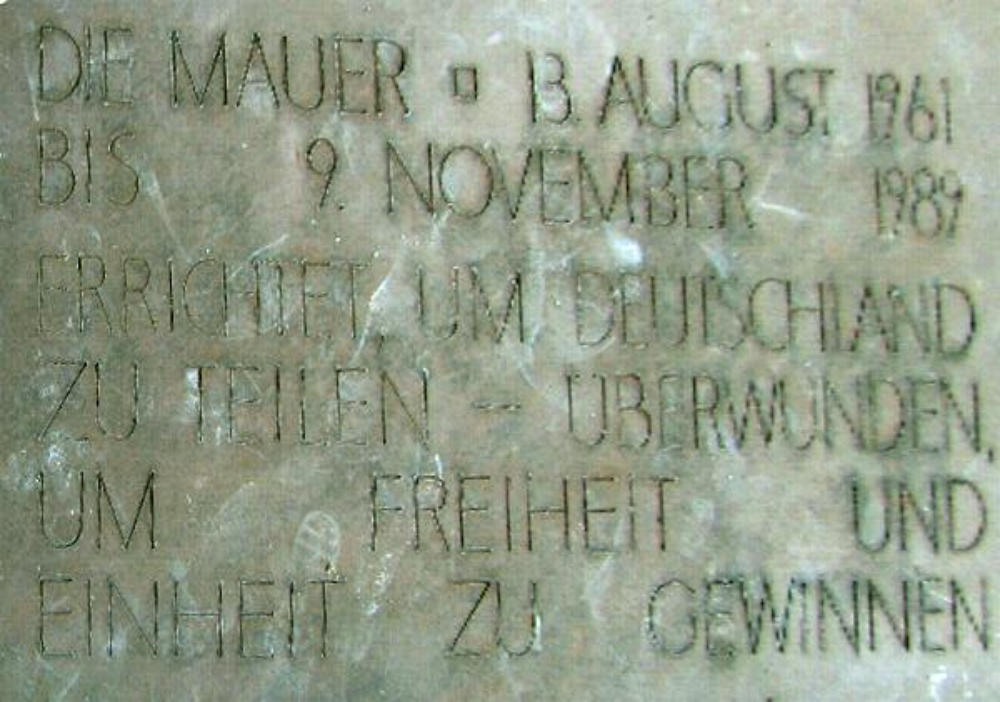 DIE MAUER ▫ 13. AUGUST 1961
BIS 9. NOVEMBER 1989
ERRICHTET, UM DEUTSCHLAND
ZU TEILEN – ÜBERWUNDEN,
UM FREIHEIT UND
EINHEIT ZU GEWINNEN